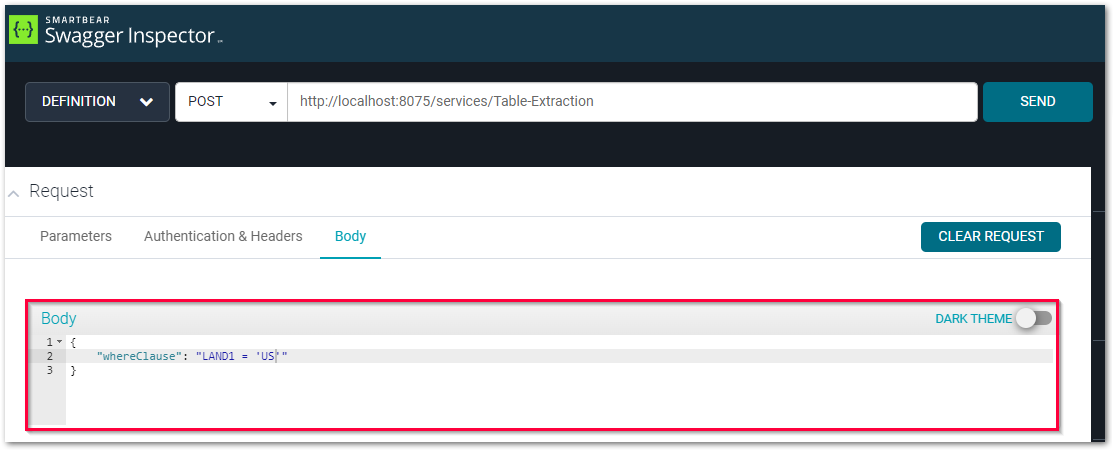 SMARTBEAR
{···} Swagger Inspector
DEFINITION POST http://localhost:8075/services/Table-Extraction SEND
Request
Parameters Authentication & Headers Body CLEAR REQUEST
Body DARK THEME
1 {
2 "whereClause": "LAND1 = 'US'"
3 }